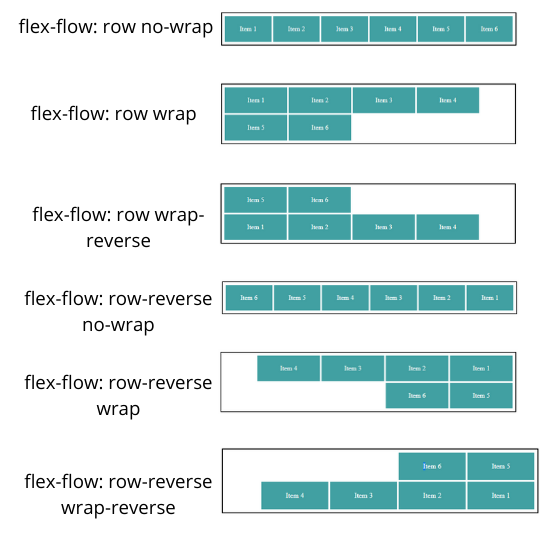 flex-flow: row no-wrap
Item 1 Item 2 Item 3 Item 4 Item 5 Item 6
flex-flow: row wrap
Item 1 Item 2 Item 3 Item 4
Item 5 Item 6
flex-flow: row wrap-
reverse
Item 5 Item 6
Item 1 Item 2 Item 3 Item 4
flex-flow: row-reverse
no-wrap
Item 6 Item 5 Item 4 Item 3 Item 2 Item 1
flex-flow: row-reverse
wrap
Item 4 Item 3 Item 2 Item 1
Item 6 Item 5
flex-flow: row-reverse
wrap-reverse
Item 6 Item 5
Item 4 Item 3 Item 2 Item 1